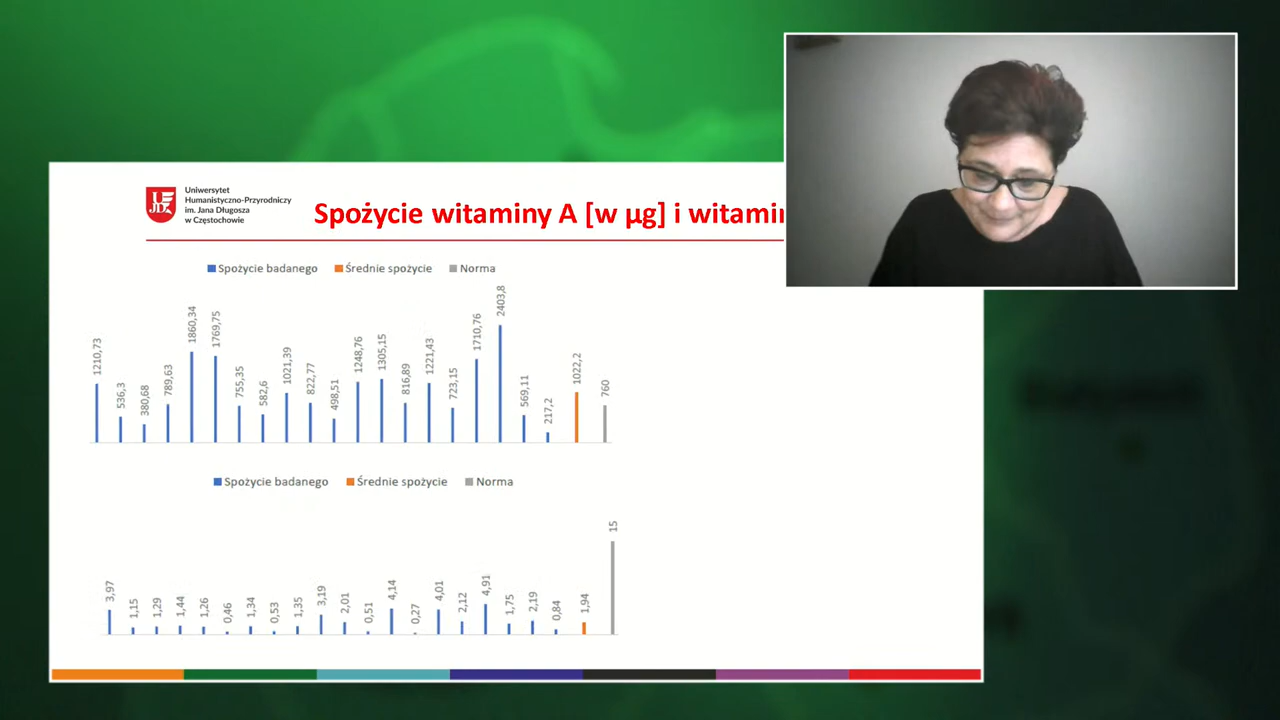 Uniwersytet
Humanistyczno-Przyrodniczy
im. Jana Długosza
w Częstochowie
UJD
Spożycie witaminy A [w µg] i witamin
Spożycie badanego Średnie spożycie Norma
1210,73 536,3 380,68 789,63 1860,34 1769,75 755,35 582,6 1021,39 822,77 498,51 1248,76 1305,15 816,89 1221,43 723,15 1710,76 2403,8 569,11 217,2 1022,2 760
Spożycie badanego Średnie spożycie Norma
3,97 1,15 1,29 1,44 1,26 0,46 1,34 0,53 1,35 3,19 2,01 0,51 4,14 0,27 4,01 2,12 4,91 1,75 2,19 0,84 1,94 15